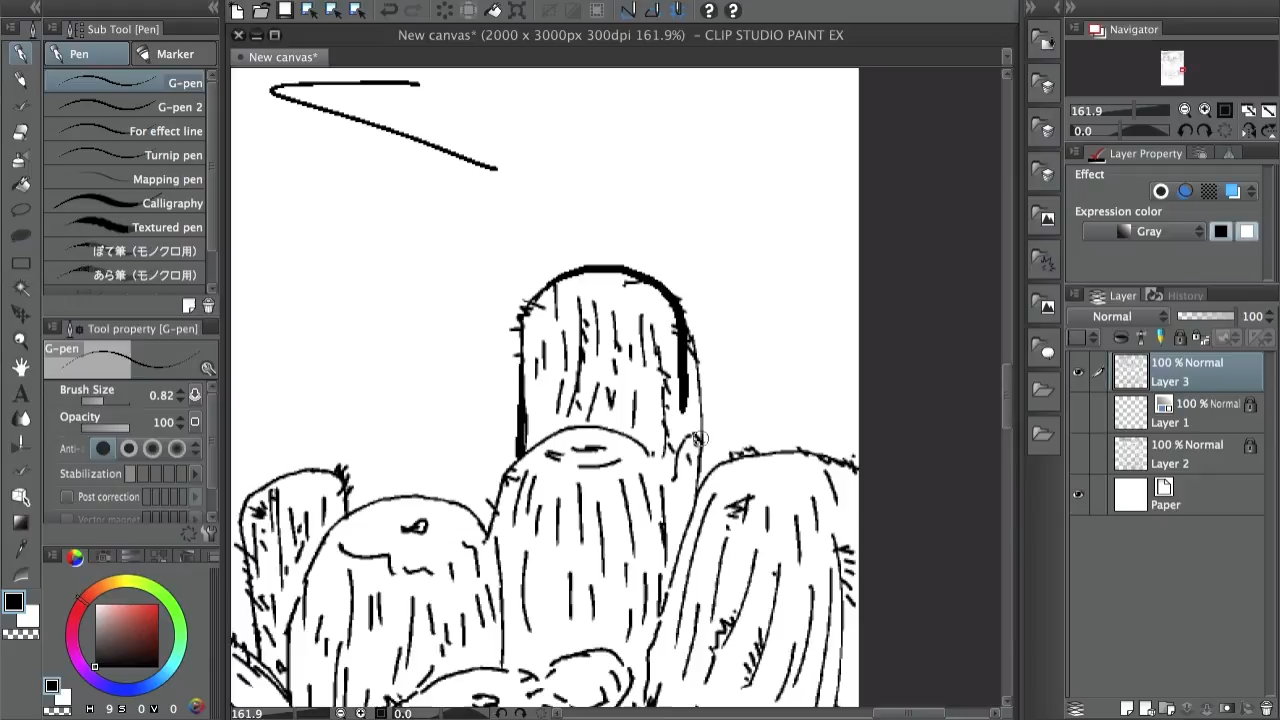 Sub Tool [Pen]
Pen
Marker
G-pen
G-pen 2
For effect line
Turnip pen
Mapping pen
Calligraphy
Textured pen
ぼて筆（モノクロ用）
あら筆（モノクロ用）
Tool property [G-pen]
G-pen
Brush Size
0.82
Opacity
100
Anti-
Stabilization
Post correction
Vector magnet
H 9 S 0 V 0
New canvas* (2000 x 3000px 300dpi 161.9%) - CLIP STUDIO PAINT EX
New canvas*
161.9
0.0
Navigator
161.9
0.0
Layer Property
Effect
Expression color
Gray
Layer
History
Normal
100
100 % Normal
Layer 3
100 % Normal
Layer 1
100 % Normal
Layer 2
Paper